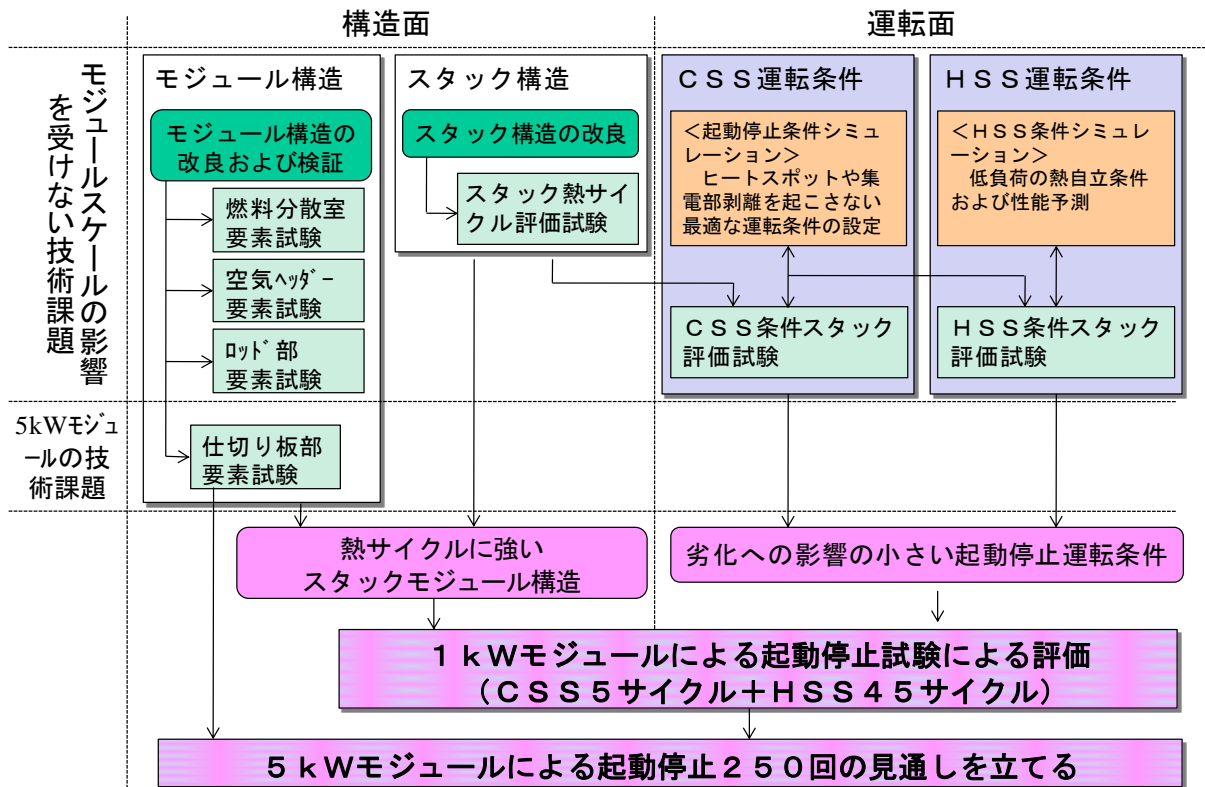 構造面
運転面
モジュールスケールの影響
を受けない技術課題
モジュール構造
モジュール構造の
改良および検証
燃料分散室
要素試験
空気ﾍｯﾀﾞｰ
要素試験
ﾛｯﾄﾞ部
要素試験
スタック構造
スタック構造の改良
スタック熱サイ
クル評価試験
ＣＳＳ運転条件
＜起動停止条件シミュ
レーション＞
　ヒートスポットや集
電部剥離を起こさない
最適な運転条件の設定
ＣＳＳ条件スタック
評価試験
ＨＳＳ運転条件
＜ＨＳＳ条件シミュレ
ーション＞
　低負荷の熱自立条件
および性能予測
ＨＳＳ条件スタック
評価試験
5kWﾓｼﾞｭ
ｰﾙの技
術課題
仕切り板部
要素試験
熱サイクルに強い
スタックモジュール構造
劣化への影響の小さい起動停止運転条件
１ｋＷモジュールによる起動停止試験による評価
（ＣＳＳ５サイクル＋ＨＳＳ４５サイクル）
５ｋＷモジュールによる起動停止２５０回の見通しを立てる